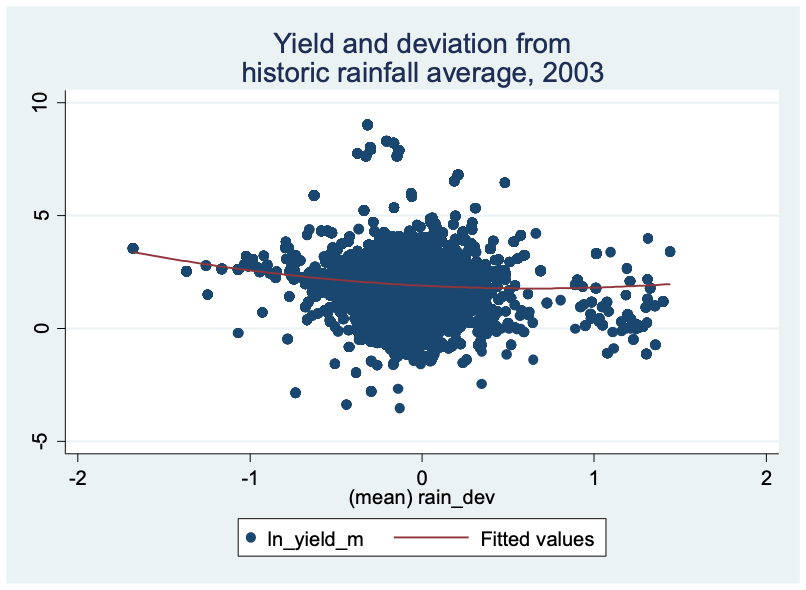 Yield and deviation from
historic rainfall average, 2003
10
5
0
-5
-2 -1 0 1 2
(mean) rain_dev
ln_yield_m Fitted values